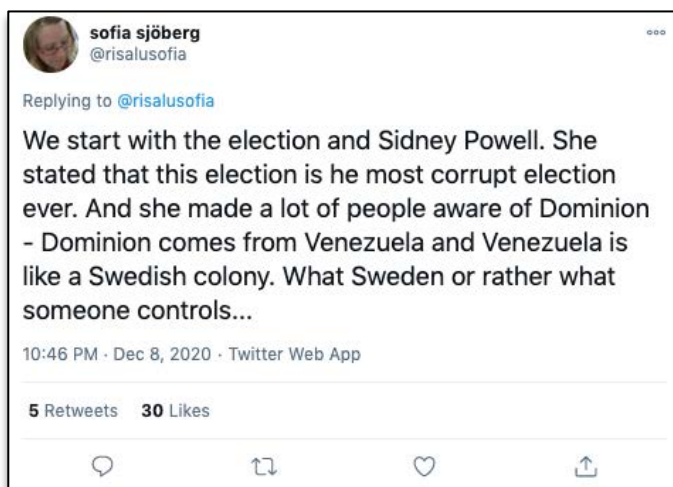 sofia sjöberg
@risalusofia
Replying to @risalusofia
We start with the election and Sidney Powell. She
stated that this election is he most corrupt election
ever. And she made a lot of people aware of Dominion
- Dominion comes from Venezuela and Venezuela is
like a Swedish colony. What Sweden or rather what
someone controls...
10:46 PM · Dec 8, 2020 · Twitter Web App
5 Retweets 30 Likes